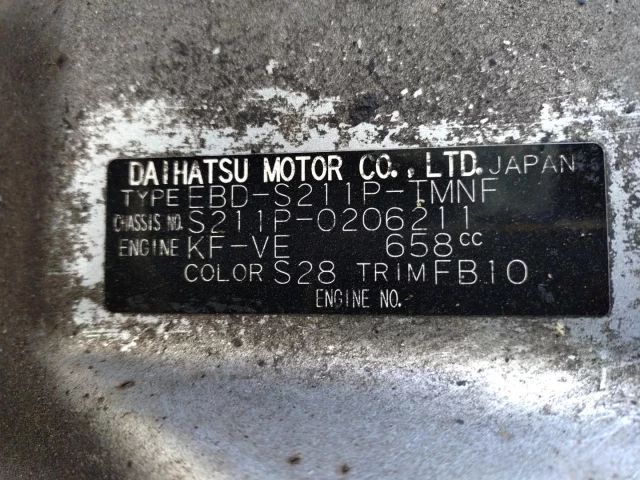 DAIHATSU MOTOR CO., LTD. JAPAN
TYPE EBD-S211P-TMNF
CHASSIS NO. S211P-0206211
ENGINE KF-VE 658cc
COLOR S28 TRIM FB10
ENGINE NO.